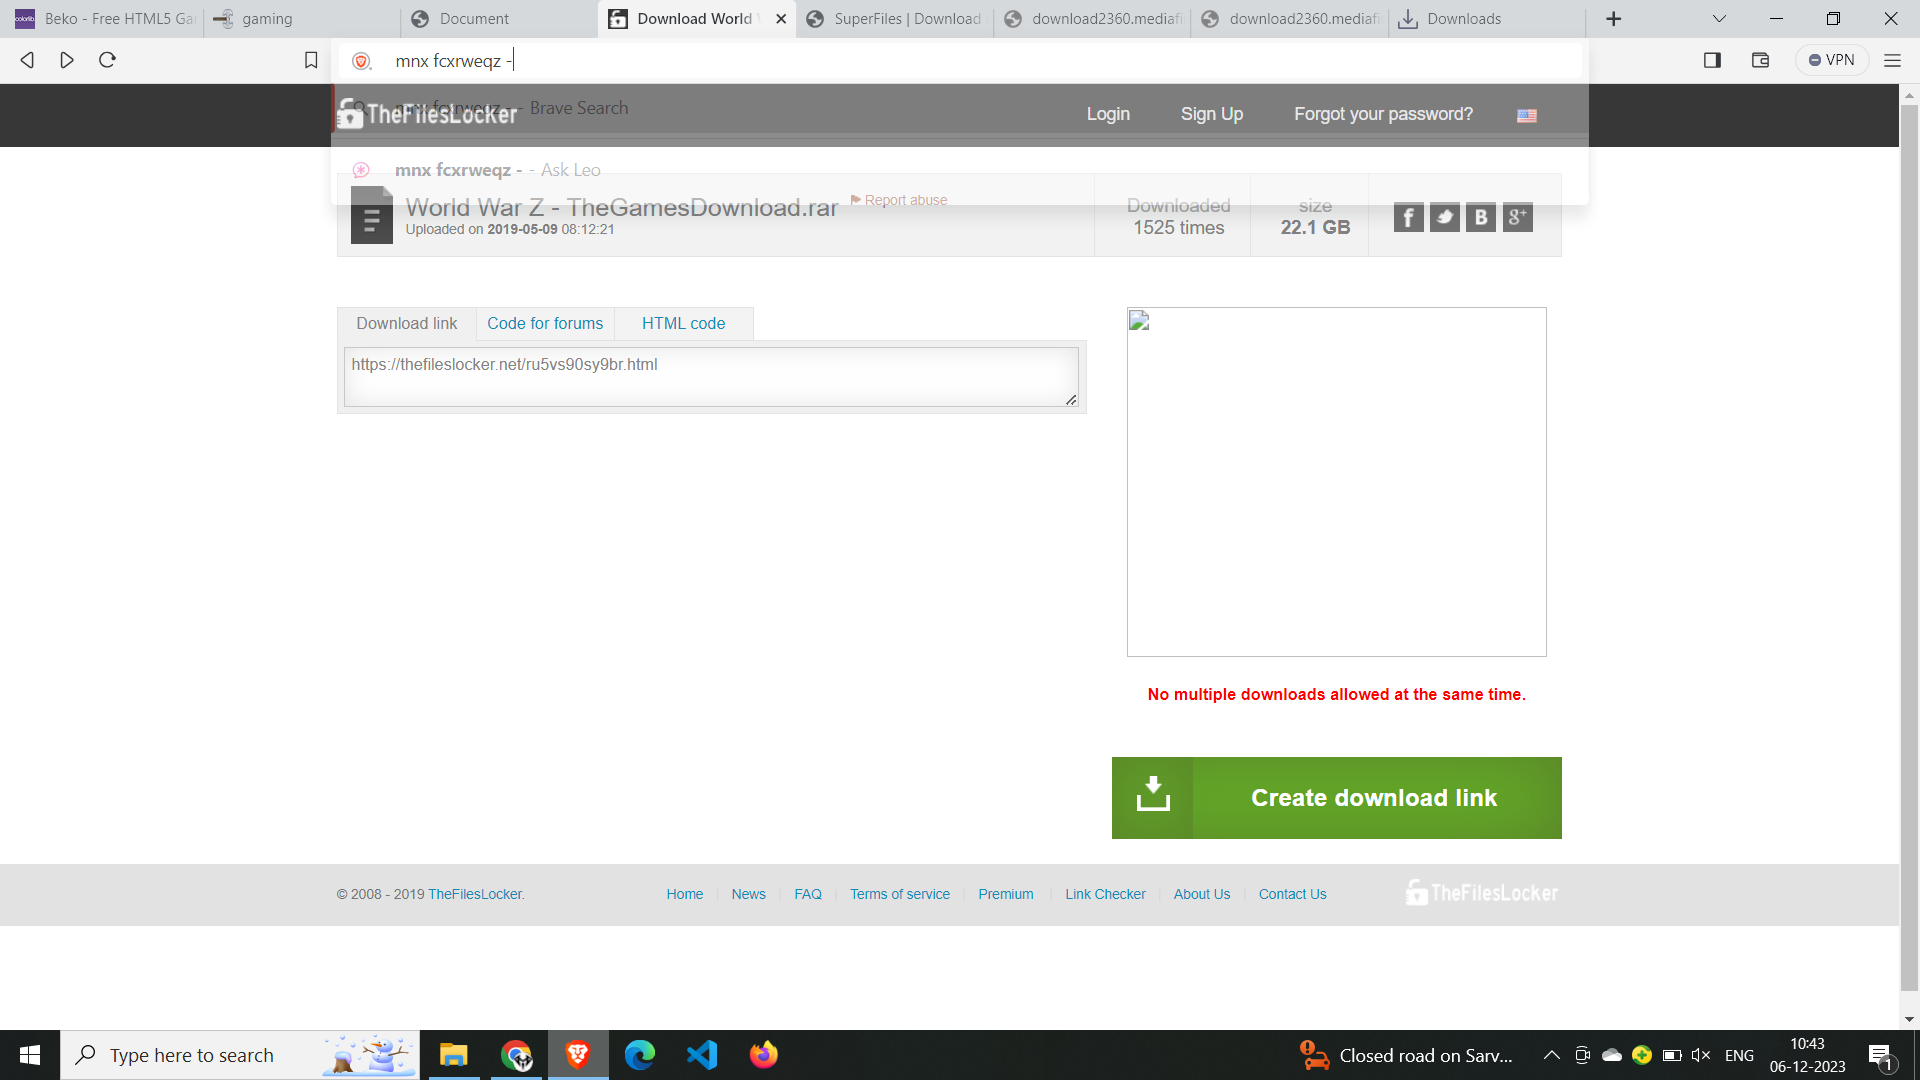 Beko - Free HTML5 Ga
gaming
Document
Download World
SuperFiles | Download
download2360.mediafi
download2360.mediafi
Downloads
mnx fcxrweqz -
VPN
mnx fcxrweqz - - Brave Search
TheFilesLocker
Login
Sign Up
Forgot your password?
mnx fcxrweqz - - Ask Leo
World War Z - TheGamesDownload.rar
Report abuse
Uploaded on 2019-05-09 08:12:21
Downloaded
1525 times
size
22.1 GB
Download link
Code for forums
HTML code
https://thefileslocker.net/ru5vs90sy9br.html
No multiple downloads allowed at the same time.
Create download link
© 2008 - 2019 TheFilesLocker.
Home
News
FAQ
Terms of service
Premium
Link Checker
About Us
Contact Us
TheFilesLocker
Type here to search
Closed road on Sarv...
ENG
10:43
06-12-2023
1